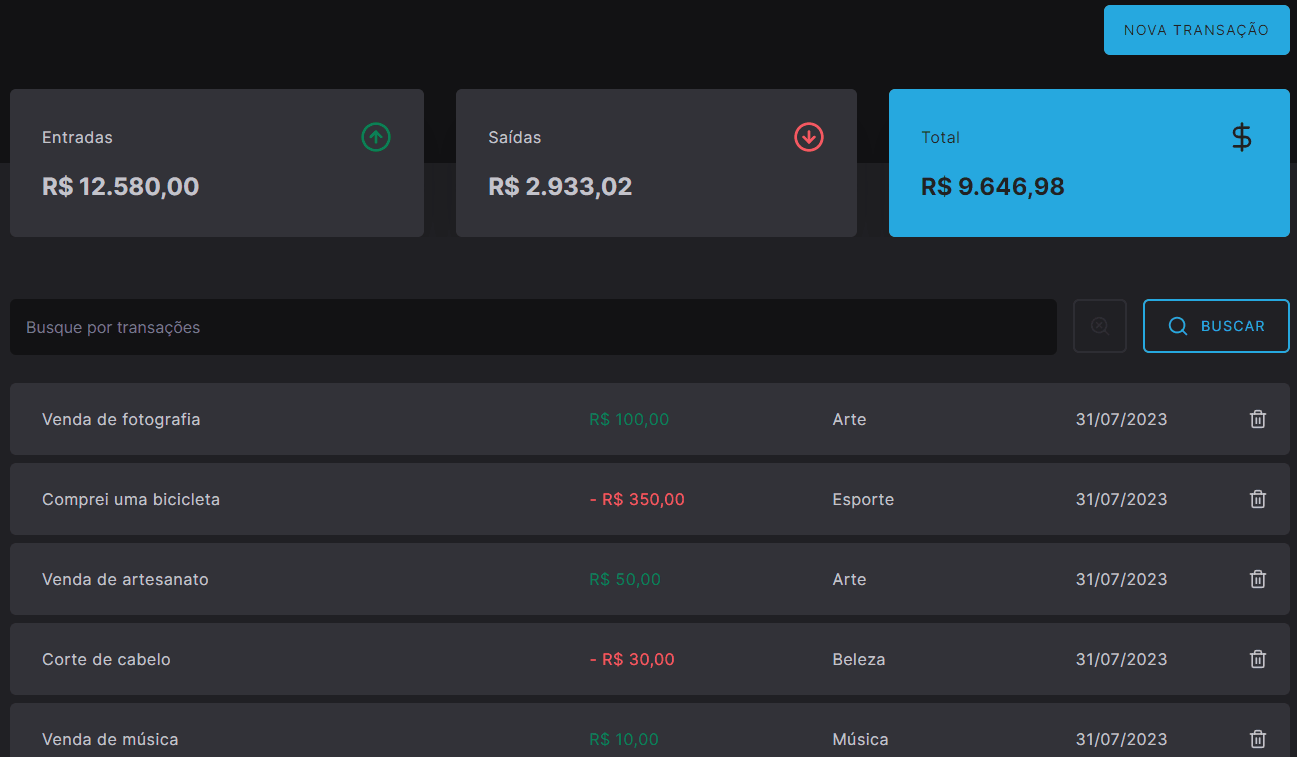 NOVA TRANSAÇÃO
Entradas
R$ 12.580,00
Saídas
R$ 2.933,02
Total
R$ 9.646,98
Busque por transações
BUSCAR
Venda de fotografia R$ 100,00 Arte 31/07/2023
Comprei uma bicicleta - R$ 350,00 Esporte 31/07/2023
Venda de artesanato R$ 50,00 Arte 31/07/2023
Corte de cabelo - R$ 30,00 Beleza 31/07/2023
Venda de música R$ 10,00 Música 31/07/2023